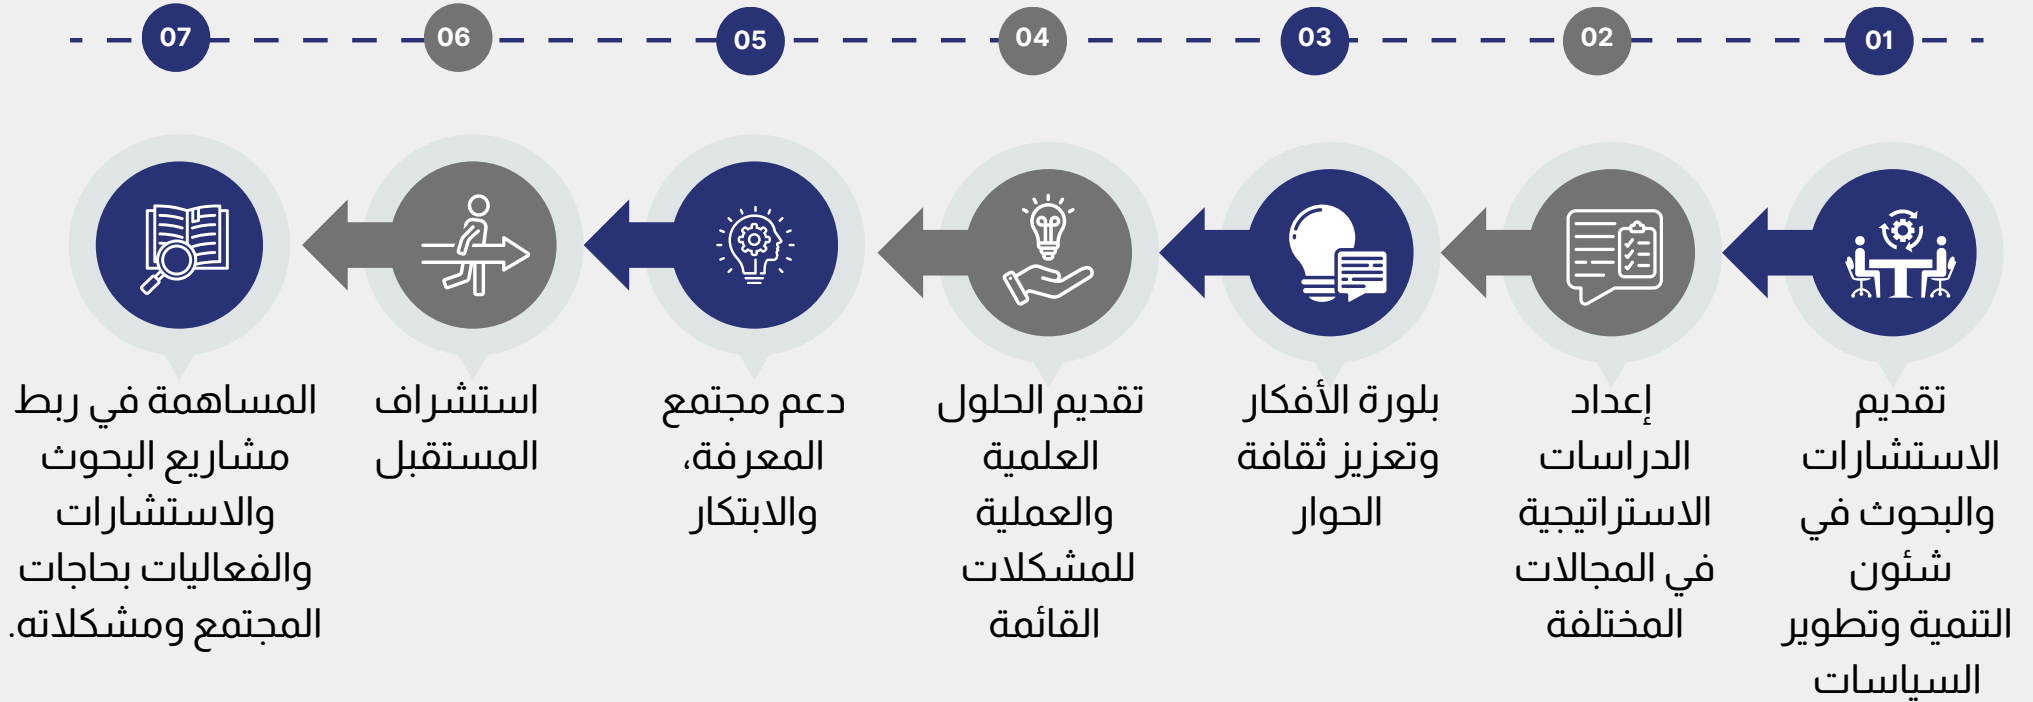 01
تقديم
الاستشارات
والبحوث في
شئون
التنمية وتطوير
السياسات
02
إعداد
الدراسات
الاستراتيجية
في المجالات
المختلفة
03
بلورة الأفكار
وتعزيز ثقافة
الحوار
04
تقديم الحلول
العلمية
والعملية
للمشكلات
القائمة
05
دعم مجتمع
المعرفة،
والابتكار
06
استشراف
المستقبل
07
المساهمة في ربط
مشاريع البحوث
والاستشارات
والفعاليات بحاجات
المجتمع ومشكلاته.